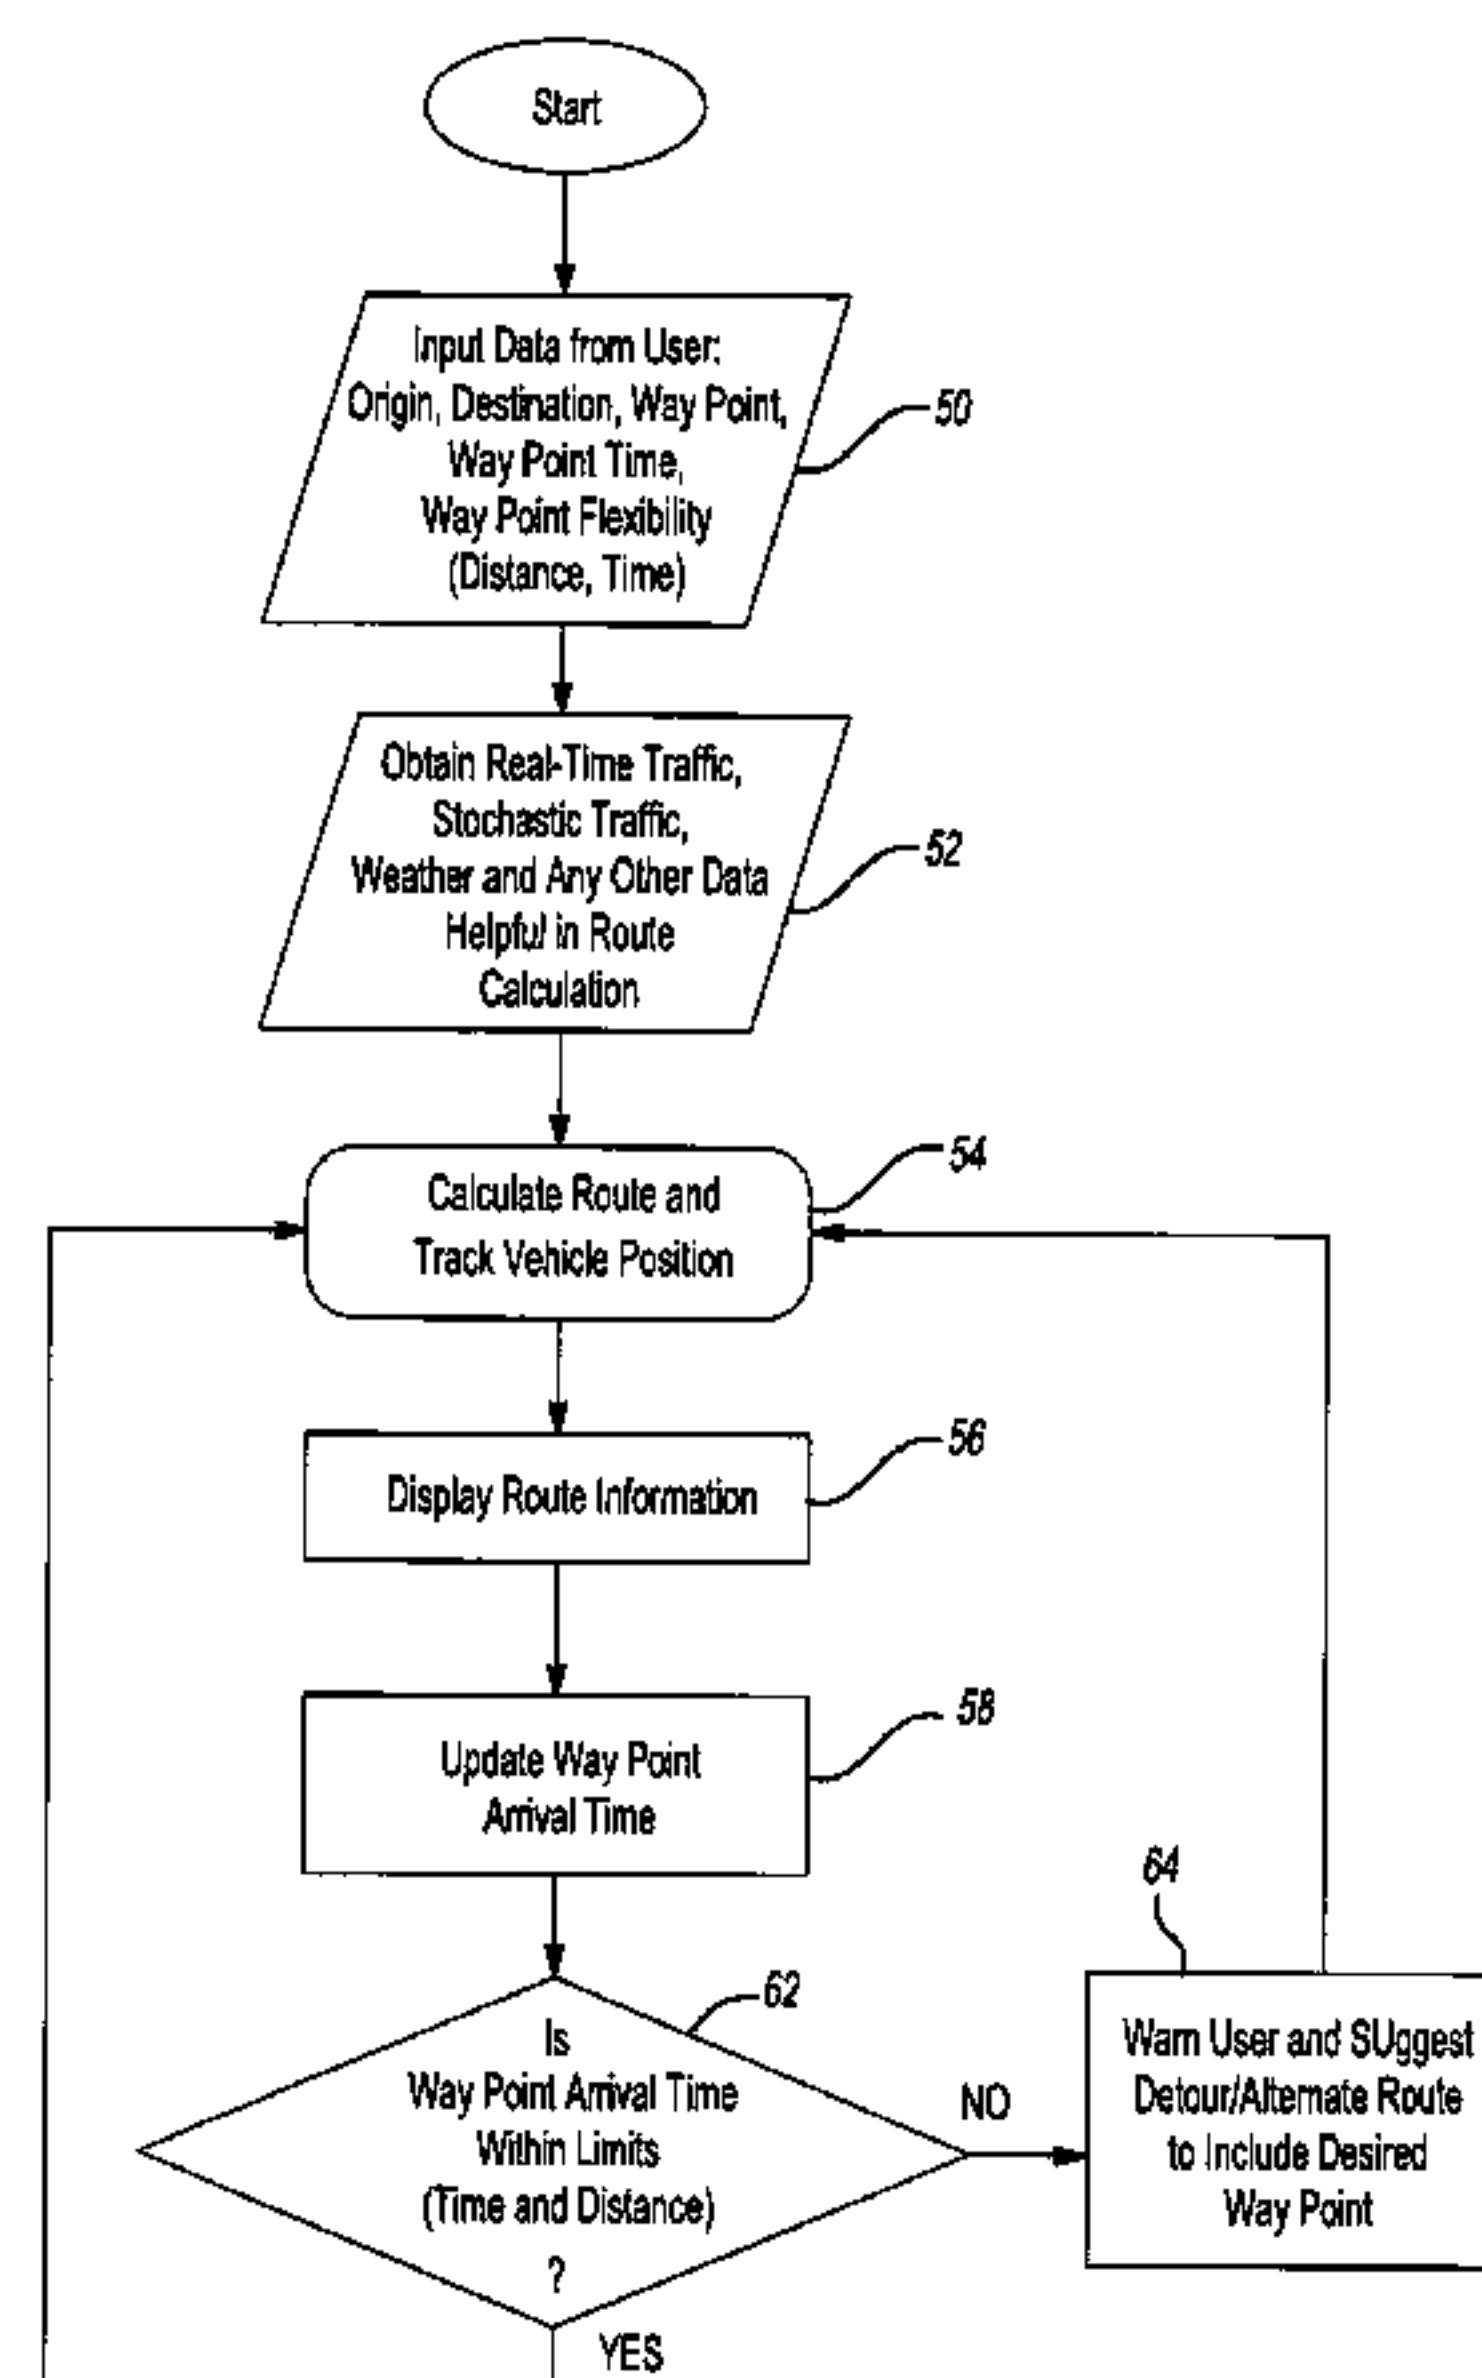 Start
Input Data from User:
Origin, Destination, Way Point,
Way Point Time,
Way Point Flexibility
(Distance, Time)
50
Obtain Real-Time Traffic,
Stochastic Traffic,
Weather and Any Other Data
Helpful in Route
Calculation
52
Calculate Route and
Track Vehicle Position
54
Display Route Information
56
Update Way Point
Arrival Time
58
Is
Way Point Arrival Time
Within Limits
(Time and Distance)
?
62
NO
64
Warn User and SUggest
Detour/Alternate Route
to Include Desired
Way Point
YES